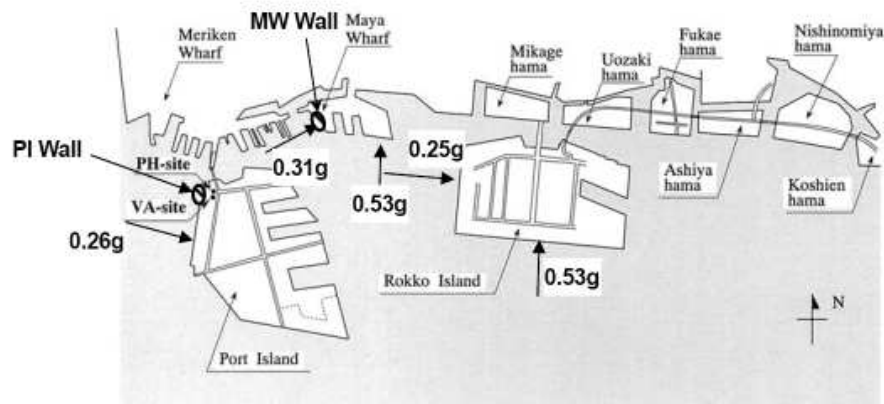 MW Wall
Meriken
Wharf
Maya
Wharf
Mikage
hama
Uozaki
hama
Fukae
hama
Nishinomiya
hama
PI Wall
PH-site
VA-site
0.31g
0.25g
0.53g
0.26g
Ashiya
hama
Koshien
hama
Rokko Island
0.53g
Port Island
N